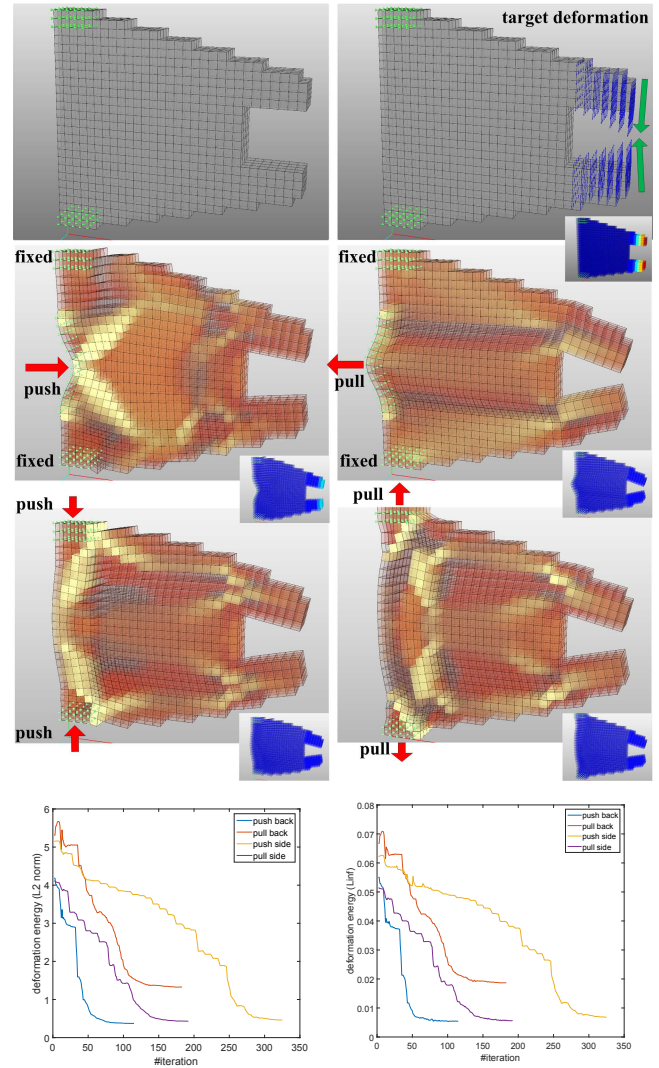 target deformation
fixed
fixed
push
pull
fixed
fixed
push
pull
push
pull
6
5
4
3
2
1
0
0
50
100
150
200
250
300
350
deformation energy (L2 norm)
#iteration
push back
pull back
push side
pull side
0.08
0.07
0.06
0.05
0.04
0.03
0.02
0.01
0
0
50
100
150
200
250
300
350
deformation energy (Linf)
#iteration
push back
pull back
push side
pull side